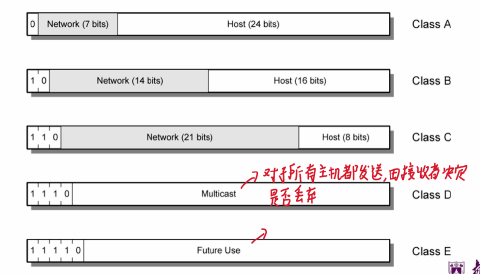 0 Network (7 bits) Host (24 bits) Class A
1 0 Network (14 bits) Host (16 bits) Class B
1 1 0 Network (21 bits) Host (8 bits) Class C
对于所有主机都发送,由接收者决定
1 1 1 0 Multicast Class D
是否丢弃
1 1 1 1 0 Future Use Class E